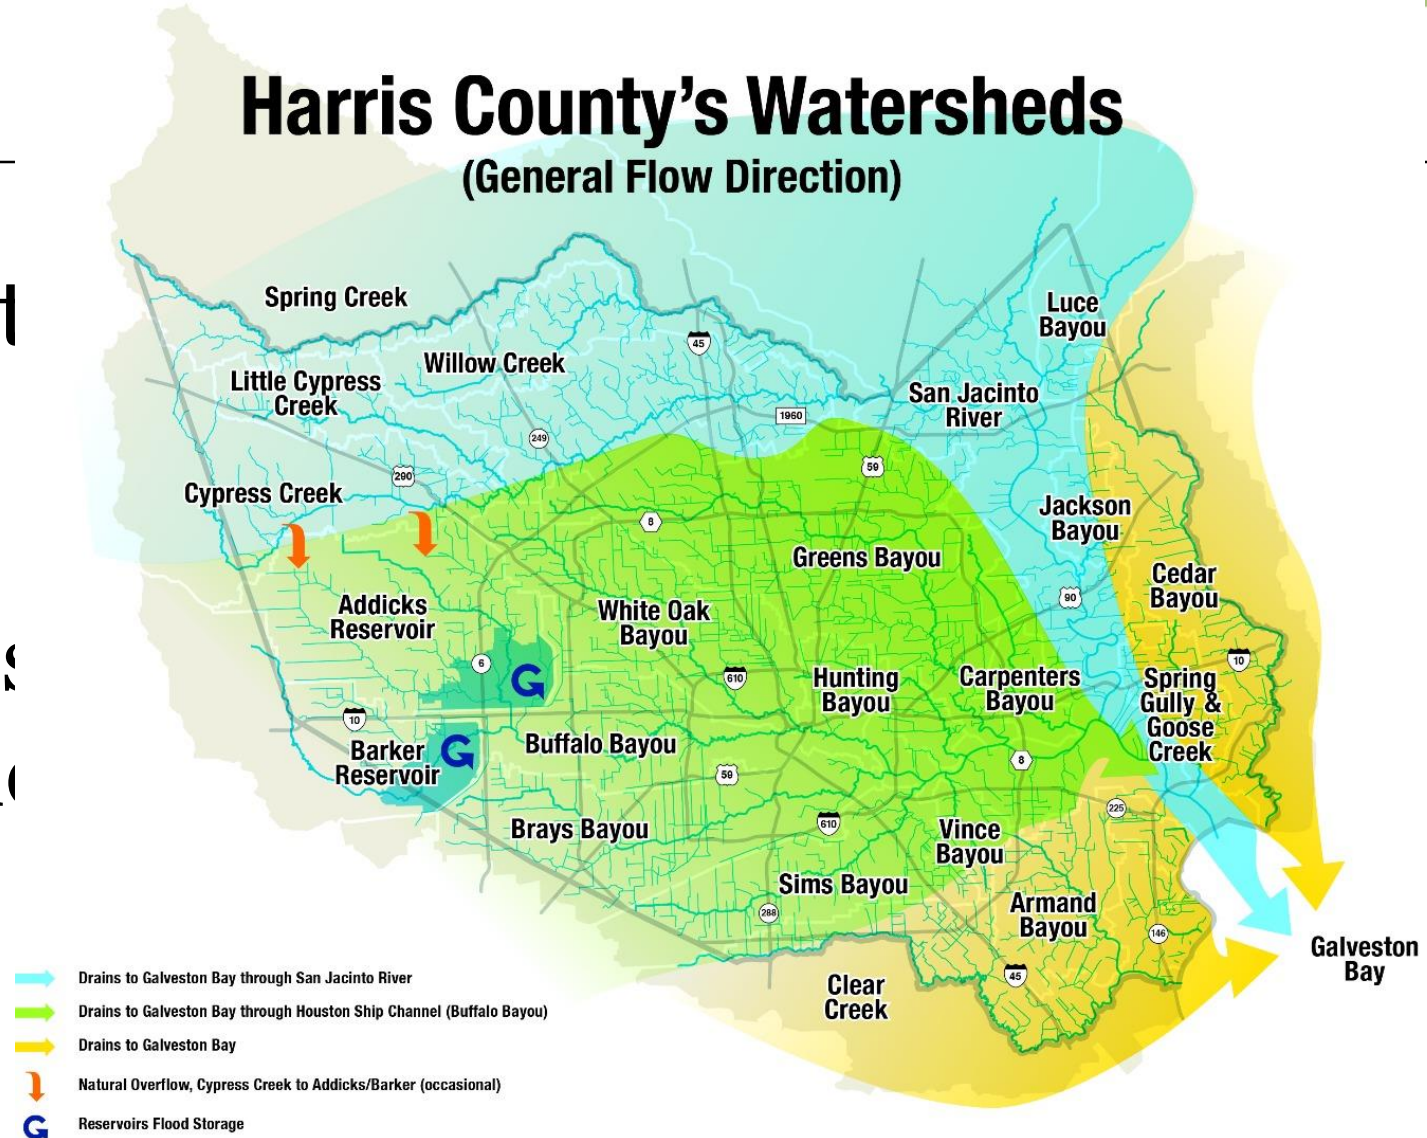 Harris County's Watersheds
(General Flow Direction)
Spring Creek
Luce
Bayou
45
Willow Creek
Little Cypress
Creek
San Jacinto
River
1960
249
59
290
Cypress Creek
Jackson
Bayou
8
Greens Bayou
Cedar
Bayou
90
Addicks
Reservoir
White Oak
Bayou
6
G
610
10
Hunting
Bayou
Carpenters
Bayou
Spring
Gully &
Goose
Creek
10
Barker
Reservoir
G
Buffalo Bayou
8
59
225
Brays Bayou
610
Vince
Bayou
Sims Bayou
288
Armand
Bayou
146
45
Galveston
Bay
Clear
Creek
Drains to Galveston Bay through San Jacinto River
Drains to Galveston Bay through Houston Ship Channel (Buffalo Bayou)
Drains to Galveston Bay
Natural Overflow, Cypress Creek to Addicks/Barker (occasional)
G Reservoirs Flood Storage